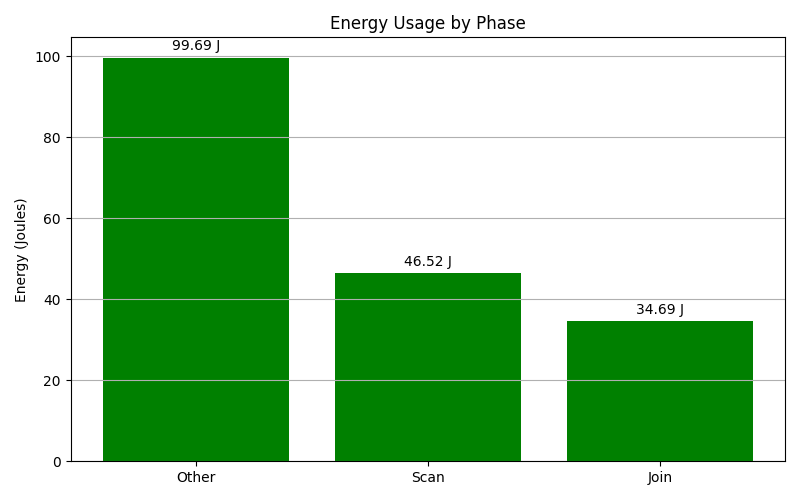 Energy Usage by Phase
99.69 J
46.52 J
34.69 J
Energy (Joules)
100
80
60
40
20
0
Other
Scan
Join